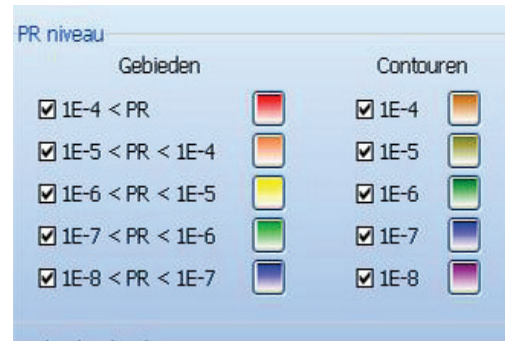 PR niveau
Gebieden Contouren
1E-4 < PR 1E-4
1E-5 < PR < 1E-4 1E-5
1E-6 < PR < 1E-5 1E-6
1E-7 < PR < 1E-6 1E-7
1E-8 < PR < 1E-7 1E-8